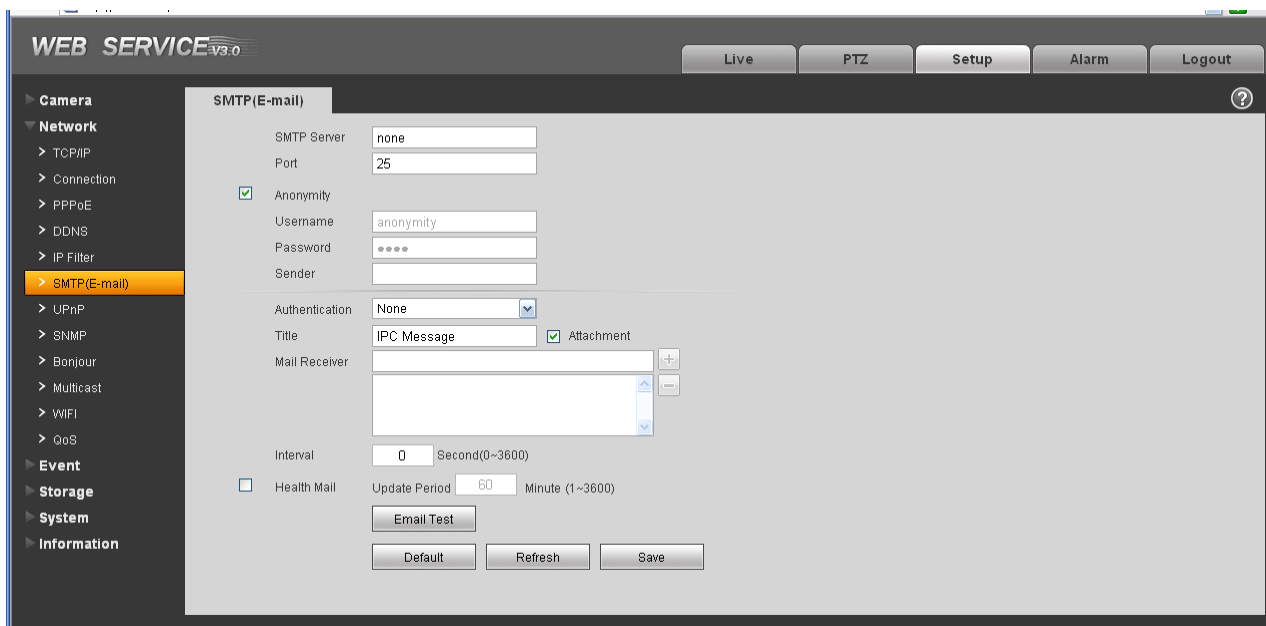 WEB SERVICE V3.0
Live PTZ Setup Alarm Logout
Camera
Network
> TCP/IP
> Connection
> PPPoE
> DDNS
> IP Filter
> SMTP(E-mail)
> UPnP
> SNMP
> Bonjour
> Multicast
> WIFI
> QoS
Event
Storage
System
Information
SMTP(E-mail)
?
SMTP Server none
Port 25
Anonymity
Username anonymity
Password ●●●●
Sender
Authentication None
Title IPC Message Attachment
Mail Receiver +
−
Interval 0 Second(0~3600)
Health Mail Update Period 60 Minute (1~3600)
Email Test
Default Refresh Save